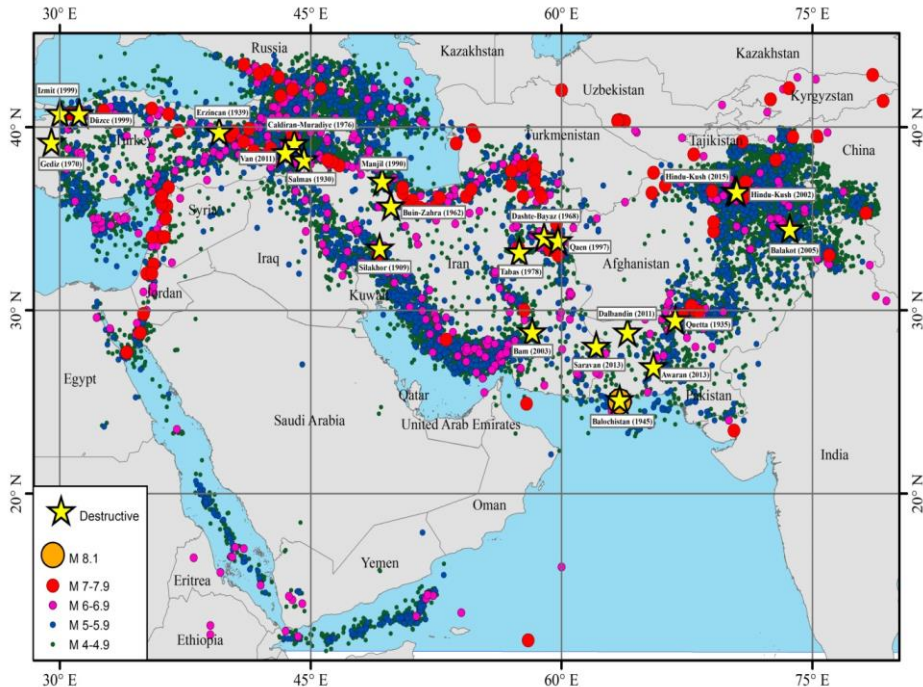 30° E
45° E
60° E
75° E
Russia
Kazakhstan
Kazakhstan
Izmit (1999)
Uzbekistan
Kyrgyzstan
40° N
Erzincan (1939)
Düzce (1999)
Caldiran-Muradiye (1976)
Turkey
Turkmenistan
Tajikistan
China
Gediz (1970)
Van (2011)
Manjil (1990)
Salmas (1930)
Hindu-Kush (2015)
Hindu-Kush (2002)
Syria
Buin-Zahra (1962)
Dashte-Bayaz (1968)
Qaen (1997)
Balakot (2005)
Iraq
Silakhor (1909)
Iran
Tabas (1978)
Afghanistan
Jordan
Kuwait
30° N
30° N
Dalbandin (2011)
Quetta (1935)
Bam (2003)
Saravan (2013)
Awaran (2013)
Egypt
Qatar
Pakistan
Saudi Arabia
United Arab Emirates
Balochistan (1945)
India
20° N
20° N
Oman
Destructive
M 8.1
Yemen
M 7-7.9
Eritrea
M 6-6.9
M 5-5.9
M 4-4.9
Ethiopia
30° E
45° E
60° E
75° E
40° N